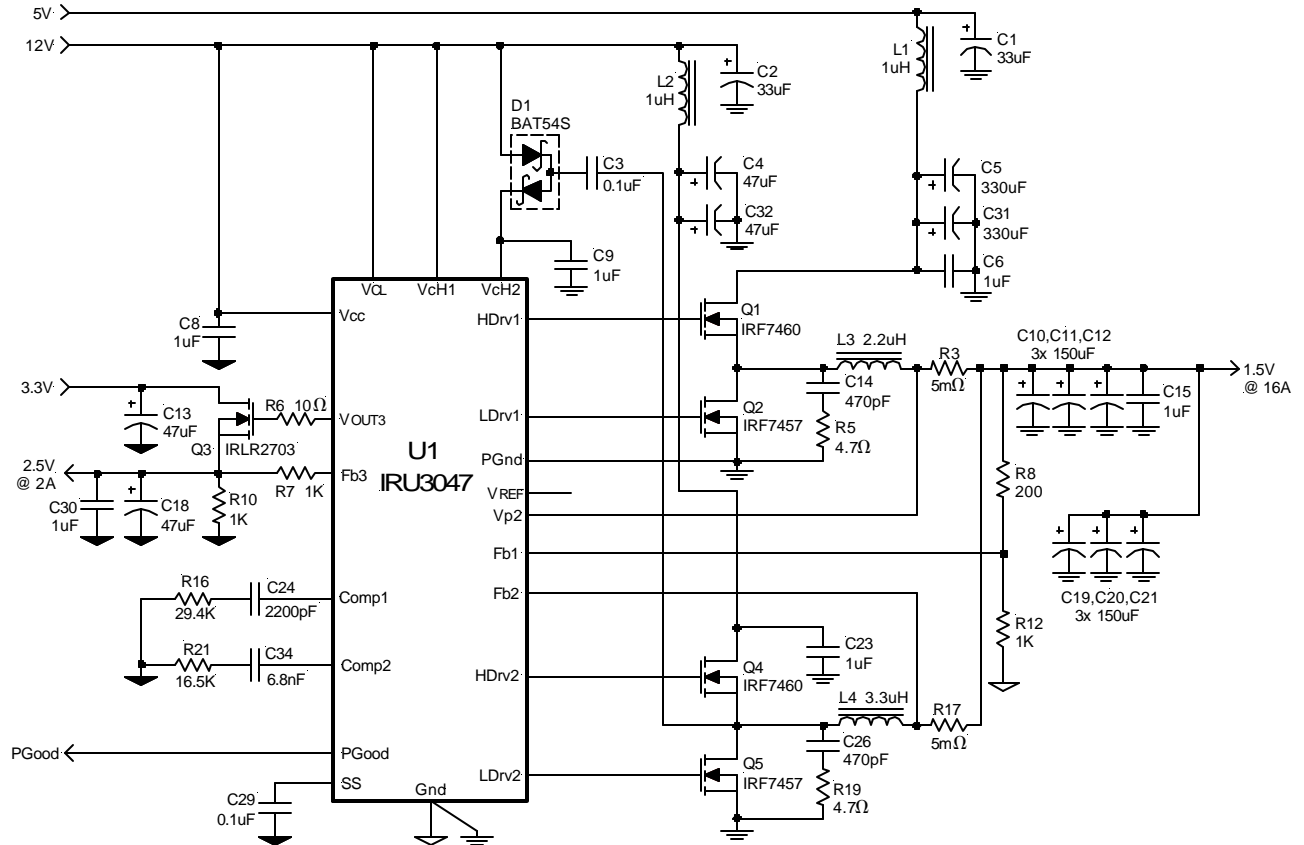 5V
12V
C1
33uF
L1
1uH
C2
33uF
L2
1uH
D1
BAT54S
C3
0.1uF
C4
47uF
C32
47uF
C5
330uF
C31
330uF
C6
1uF
C9
1uF
VCL
VcH1
VcH2
Vcc
C8
1uF
HDrv1
Q1
IRF7460
3.3V
C13
47uF
R6 10Ω
VOUT3
Q3
IRLR2703
LDrv1
Q2
IRF7457
L3 2.2uH
R3
5mΩ
C14
470pF
R5
4.7Ω
C10,C11,C12
3x 150uF
C15
1uF
1.5V
@ 16A
U1
IRU3047
2.5V
@ 2A
R7 1K
Fb3
PGnd
VREF
Vp2
C30
1uF
C18
47uF
R10
1K
R8
200
Fb1
Fb2
C19,C20,C21
3x 150uF
R12
1K
R16
29.4K
C24
2200pF
Comp1
R21
16.5K
C34
6.8nF
Comp2
HDrv2
Q4
IRF7460
C23
1uF
L4 3.3uH
R17
5mΩ
C26
470pF
R19
4.7Ω
PGood
PGood
SS
C29
0.1uF
Gnd
LDrv2
Q5
IRF7457